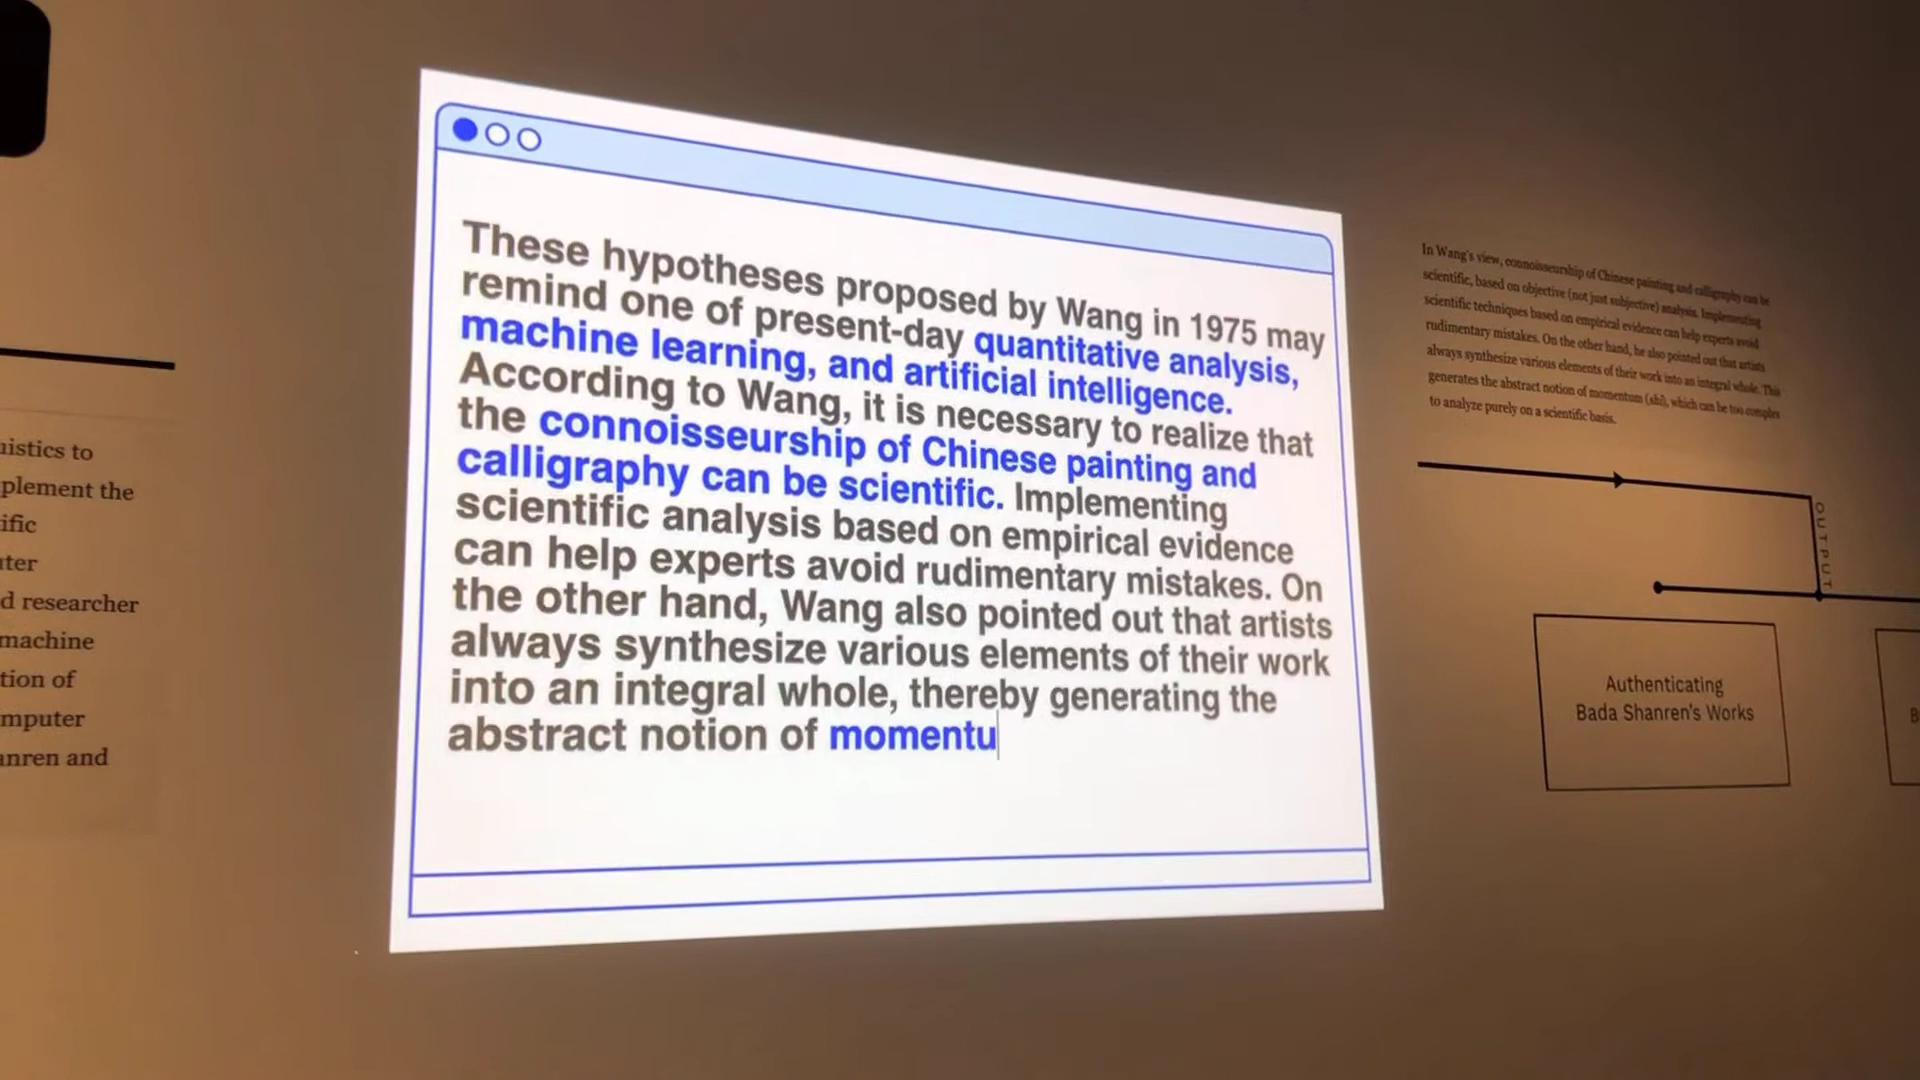 uistics to
plement the
ific
uter
d researcher
machine
tion of
mputer
anren and
These hypotheses proposed by Wang in 1975 may
remind one of present-day quantitative analysis,
machine learning, and artificial intelligence.
According to Wang, it is necessary to realize that
the connoisseurship of Chinese painting and
calligraphy can be scientific. Implementing
scientific analysis based on empirical evidence
can help experts avoid rudimentary mistakes. On
the other hand, Wang also pointed out that artists
always synthesize various elements of their work
into an integral whole, thereby generating the
abstract notion of momentu
In Wang's view, connoisseurship of Chinese painting and calligraphy can be
scientific, based on objective (not just subjective) analysis. Implementing
scientific techniques based on empirical evidence can help experts avoid
rudimentary mistakes. On the other hand, he also pointed out that artists
always synthesize various elements of their work into an integral whole. This
generates the abstract notion of momentum (shi), which can be too complex
to analyze purely on a scientific basis.
OUTPUT
Authenticating
Bada Shanren's Works
B